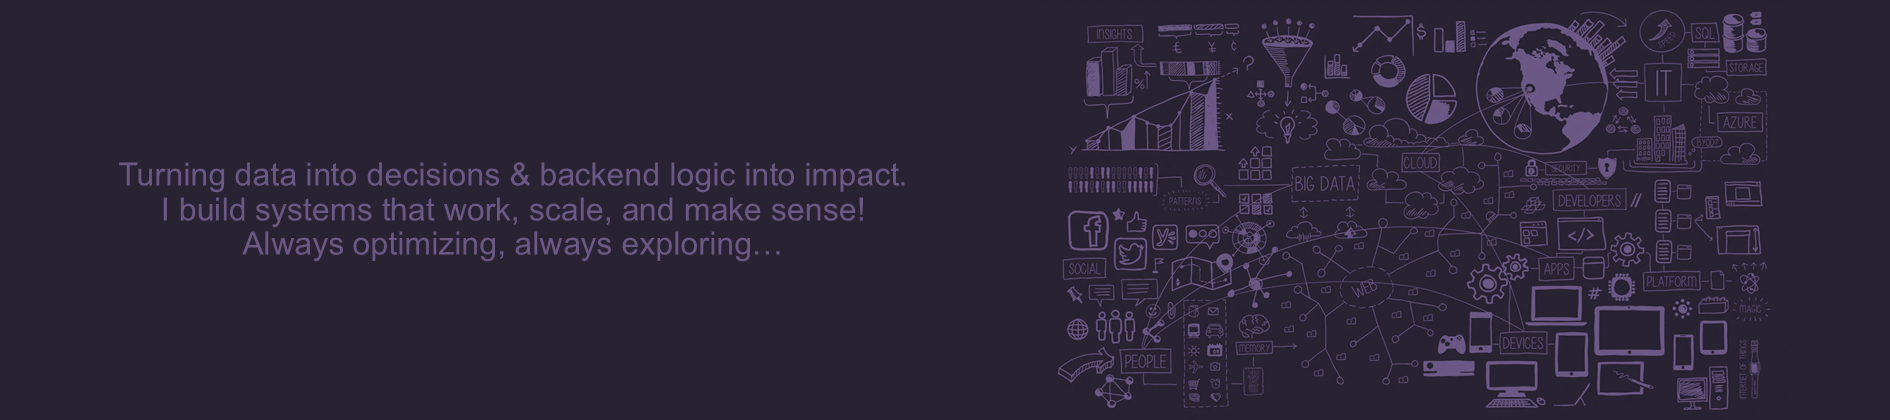 Turning data into decisions & backend logic into impact.
I build systems that work, scale, and make sense!
Always optimizing, always exploring…
INSIGHTS
€
¥
¢
%
?
$
SPEED
SQL
STORAGE
IT
AZURE
x
y
CLOUD
SECURITY
BIG DATA
PATTERNS
DEVELOPERS //
</>
SOCIAL
APPS
PLATFORM
WEB
#
MAGIC
MEMORY
PEOPLE
DEVICES
INTERNET OF THINGS